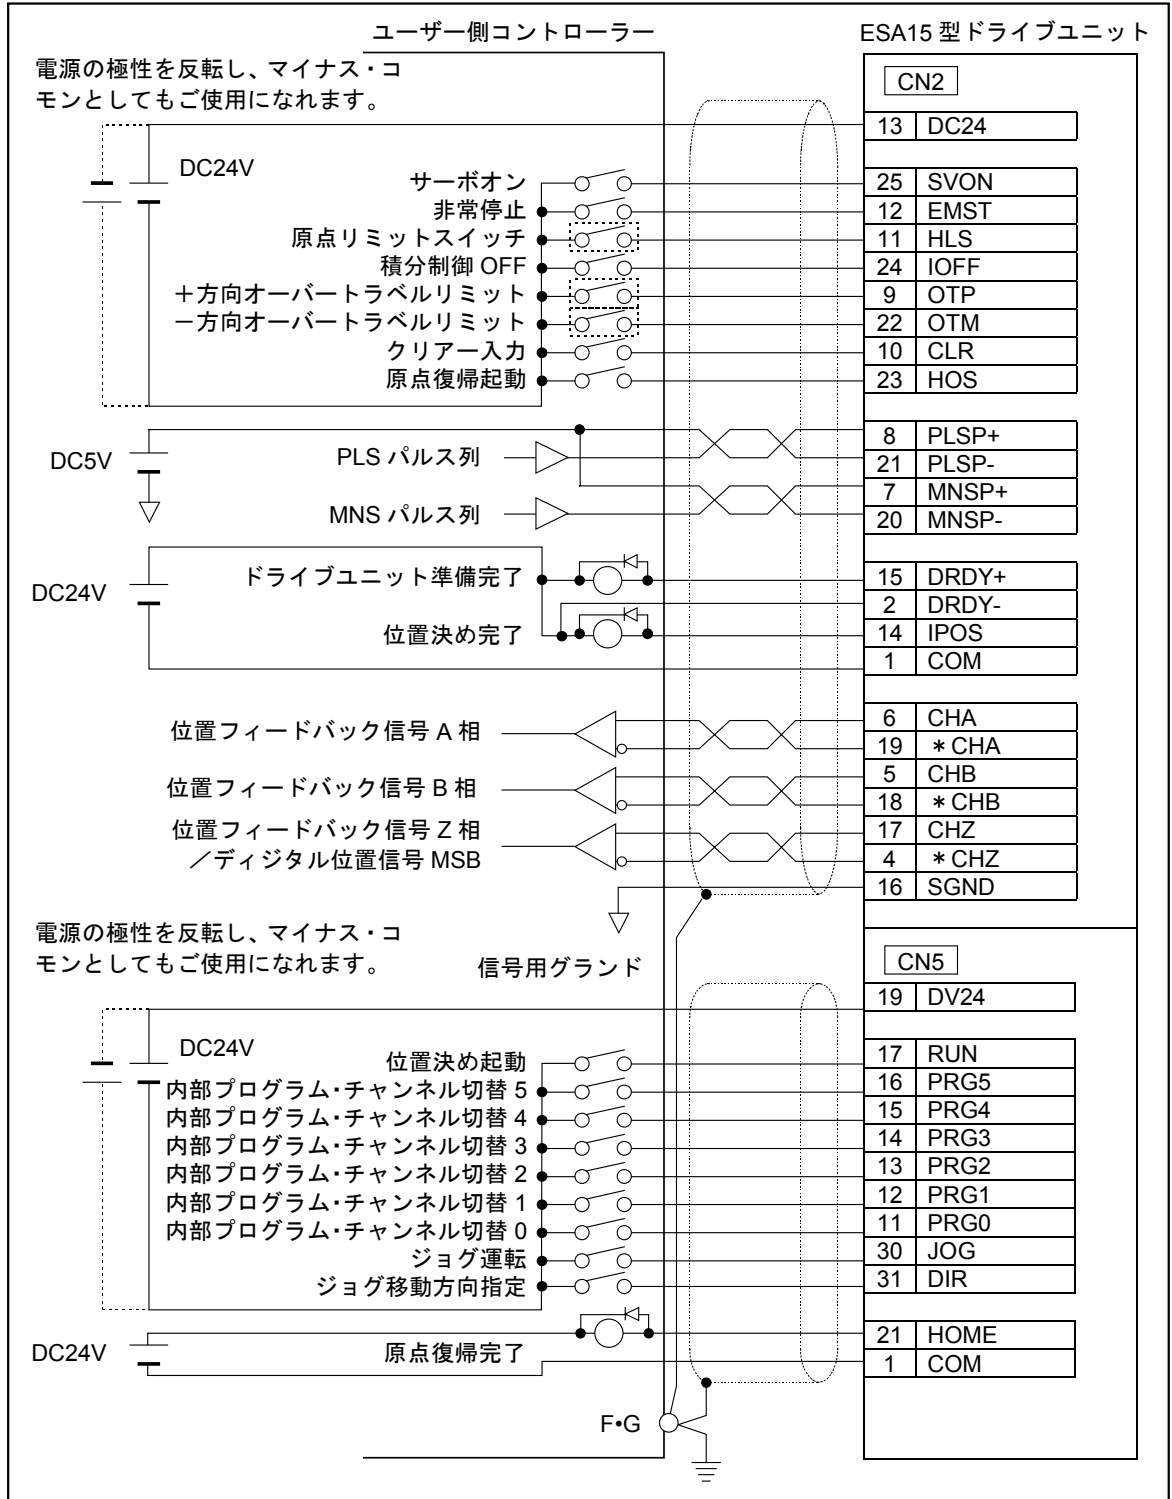 ユーザー側コントローラー
ESA15 型ドライブユニット
電源の極性を反転し、マイナス・コ
モンとしてもご使用になれます。
CN2
13 DC24
DC24V
サーボオン 25 SVON
非常停止 12 EMST
原点リミットスイッチ 11 HLS
積分制御 OFF 24 IOFF
＋方向オーバートラベルリミット 9 OTP
－方向オーバートラベルリミット 22 OTM
クリアー入力 10 CLR
原点復帰起動 23 HOS
8 PLSP+
DC5V PLS パルス列 21 PLSP-
7 MNSP+
MNS パルス列 20 MNSP-
DC24V
ドライブユニット準備完了 15 DRDY+
2 DRDY-
位置決め完了 14 IPOS
1 COM
位置フィードバック信号 A 相 6 CHA
19 ＊CHA
位置フィードバック信号 B 相 5 CHB
18 ＊CHB
位置フィードバック信号 Z 相 17 CHZ
／ディジタル位置信号 MSB 4 ＊CHZ
16 SGND
電源の極性を反転し、マイナス・コ
モンとしてもご使用になれます。
信号用グランド
CN5
19 DV24
DC24V
位置決め起動 17 RUN
内部プログラム・チャンネル切替 5 16 PRG5
内部プログラム・チャンネル切替 4 15 PRG4
内部プログラム・チャンネル切替 3 14 PRG3
内部プログラム・チャンネル切替 2 13 PRG2
内部プログラム・チャンネル切替 1 12 PRG1
内部プログラム・チャンネル切替 0 11 PRG0
ジョグ運転 30 JOG
ジョグ移動方向指定 31 DIR
21 HOME
DC24V 原点復帰完了 1 COM
F•G